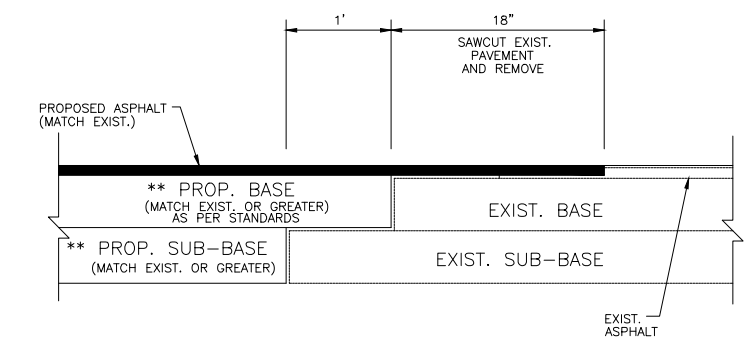 1' 18"
SAWCUT EXIST.
PAVEMENT
AND REMOVE
PROPOSED ASPHALT
(MATCH EXIST.)
** PROP. BASE
(MATCH EXIST. OR GREATER)
AS PER STANDARDS
EXIST. BASE
** PROP. SUB-BASE
(MATCH EXIST. OR GREATER)
EXIST. SUB-BASE
EXIST.
ASPHALT